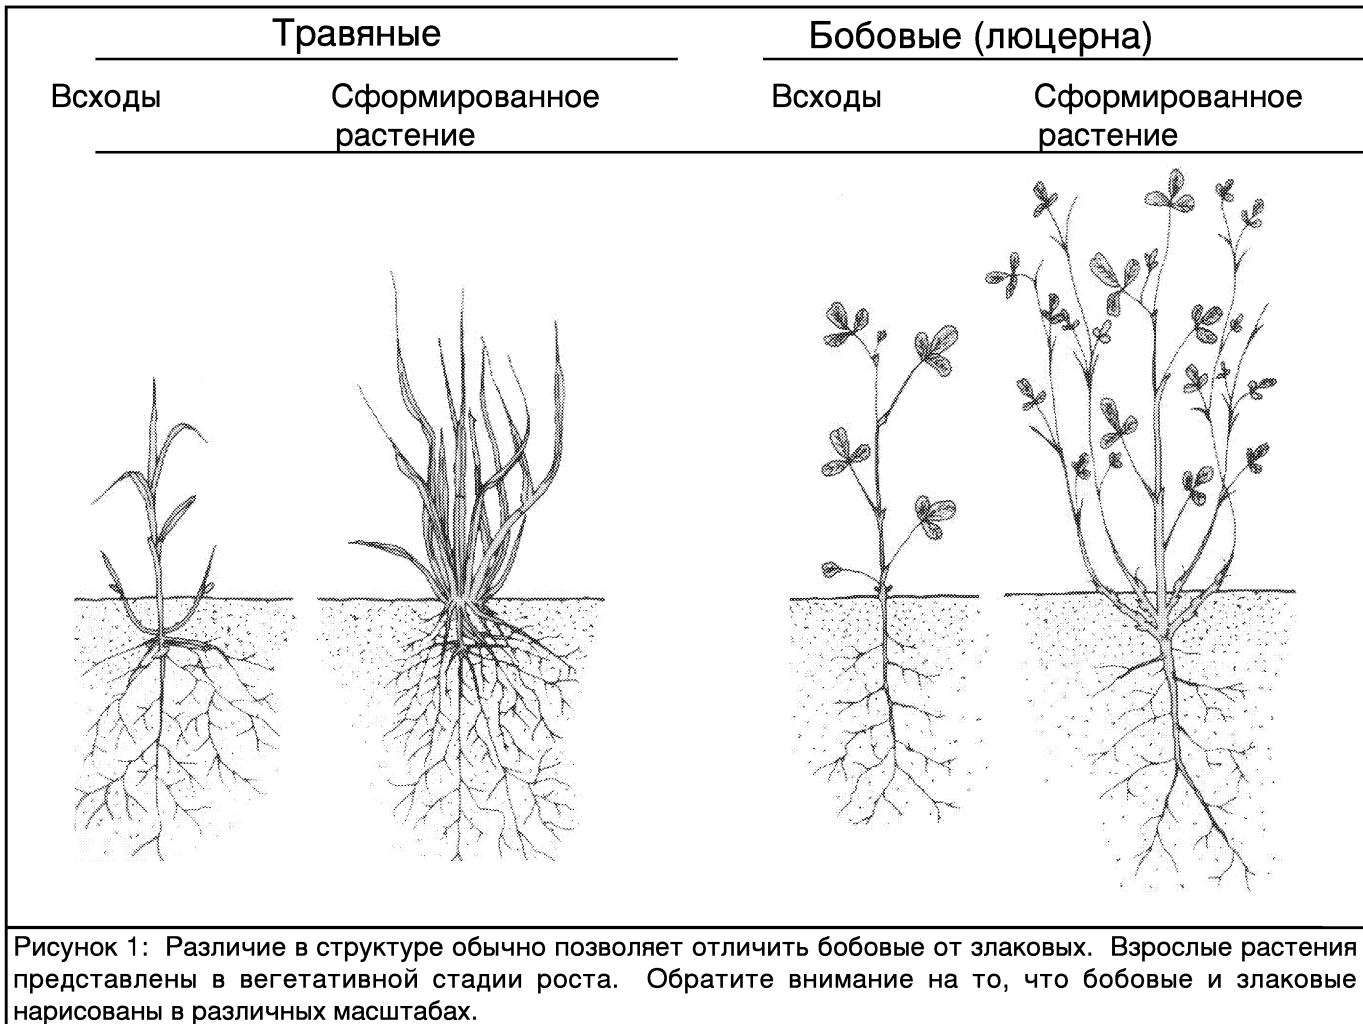 Травяные
Бобовые (люцерна)
Всходы
Сформированное
растение
Всходы
Сформированное
растение
Рисунок 1: Различие в структуре обычно позволяет отличить бобовые от злаковых. Взрослые растения
представлены в вегетативной стадии роста. Обратите внимание на то, что бобовые и злаковые
нарисованы в различных масштабах.